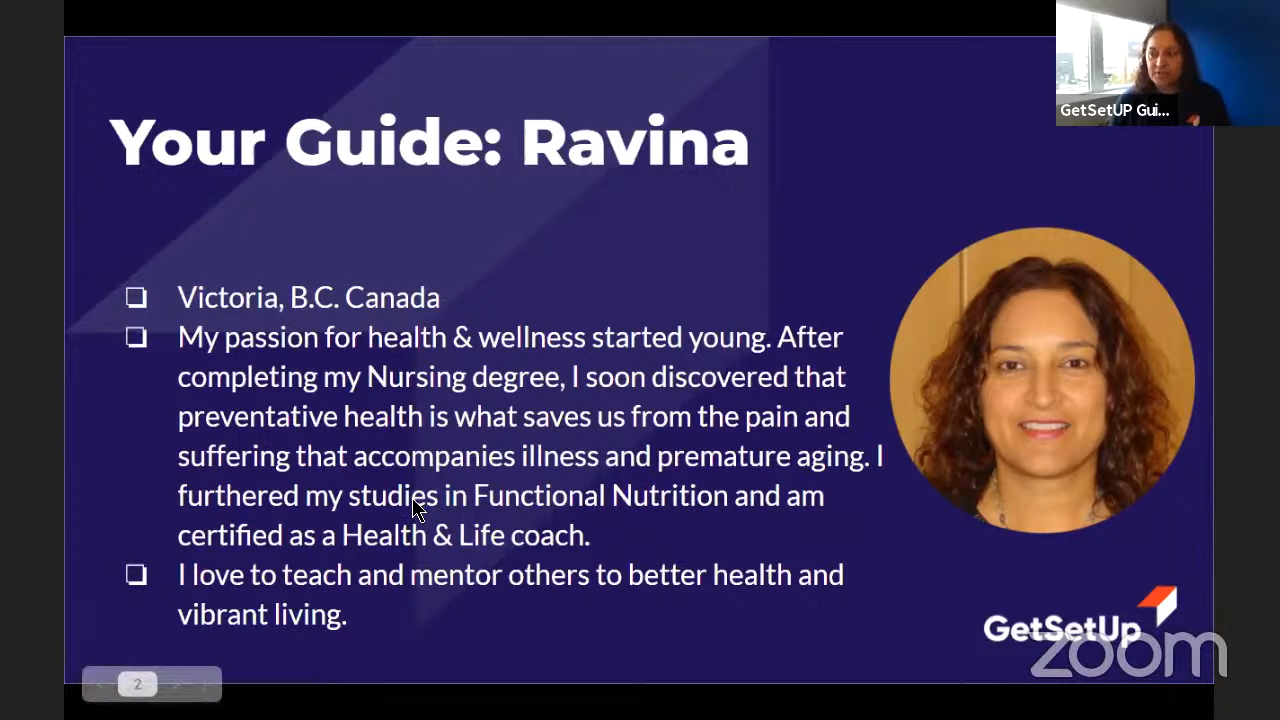 GetSetUP Gui...
Your Guide: Ravina
Victoria, B.C. Canada
My passion for health & wellness started young. After
completing my Nursing degree, I soon discovered that
preventative health is what saves us from the pain and
suffering that accompanies illness and premature aging. I
furthered my studies in Functional Nutrition and am
certified as a Health & Life coach.
I love to teach and mentor others to better health and
vibrant living.
GetSetUp
zoom
2